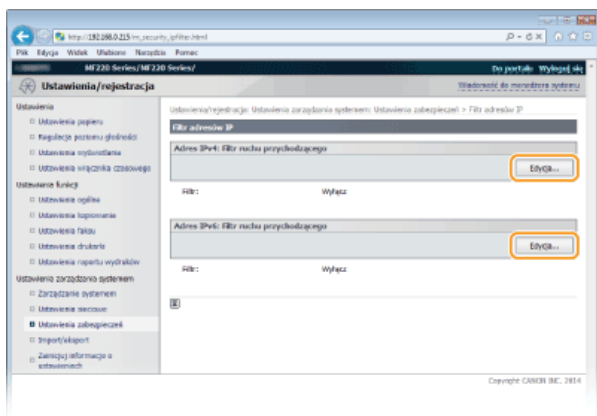 http://192.168.0.215/m_security_ipfilter.html
Plik Edycja Widok Ulubione Narzędzia Pomoc
MF220 Series/MF220 Series/
Do portalu Wyloguj się
Ustawienia/rejestracja
Wiadomość do menedżera systemu
Ustawienia
Ustawienia papieru
Regulacje poziomu głośności
Ustawienia wyświetlania
Ustawienia włącznika czasowego
Ustawienia funkcji
Ustawienia ogólne
Ustawienia kopiowania
Ustawienia faksu
Ustawienia drukarki
Ustawienia raportu wydruków
Ustawienia zarządzania systemem
Zarządzanie systemem
Ustawienia sieciowe
Ustawienia zabezpieczeń
Import/eksport
Zainicjuj informacje o ustawieniach
Ustawienia/rejestracja: Ustawienia zarządzania systemem: Ustawienia zabezpieczeń > Filtr adresów IP
Filtr adresów IP
Adres IPv4: Filtr ruchu przychodzącego
Edycja...
Filtr: Wyłącz
Adres IPv6: Filtr ruchu przychodzącego
Edycja...
Filtr: Wyłącz
Copyright CANON INC. 2014